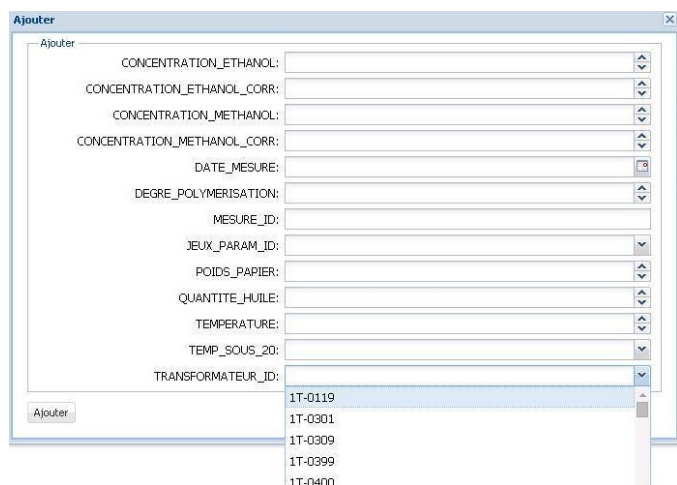 Ajouter
Ajouter
CONCENTRATION_ETHANOL:
CONCENTRATION_ETHANOL_CORR:
CONCENTRATION_METHANOL:
CONCENTRATION_METHANOL_CORR:
DATE_MESURE:
DEGRE_POLYMERISATION:
MESURE_ID:
JEUX_PARAM_ID:
POIDS_PAPIER:
QUANTITE_HUILE:
TEMPERATURE:
TEMP_SOUS_20:
TRANSFORMATEUR_ID:
1T-0119
Ajouter
1T-0301
1T-0309
1T-0399
1T-0400